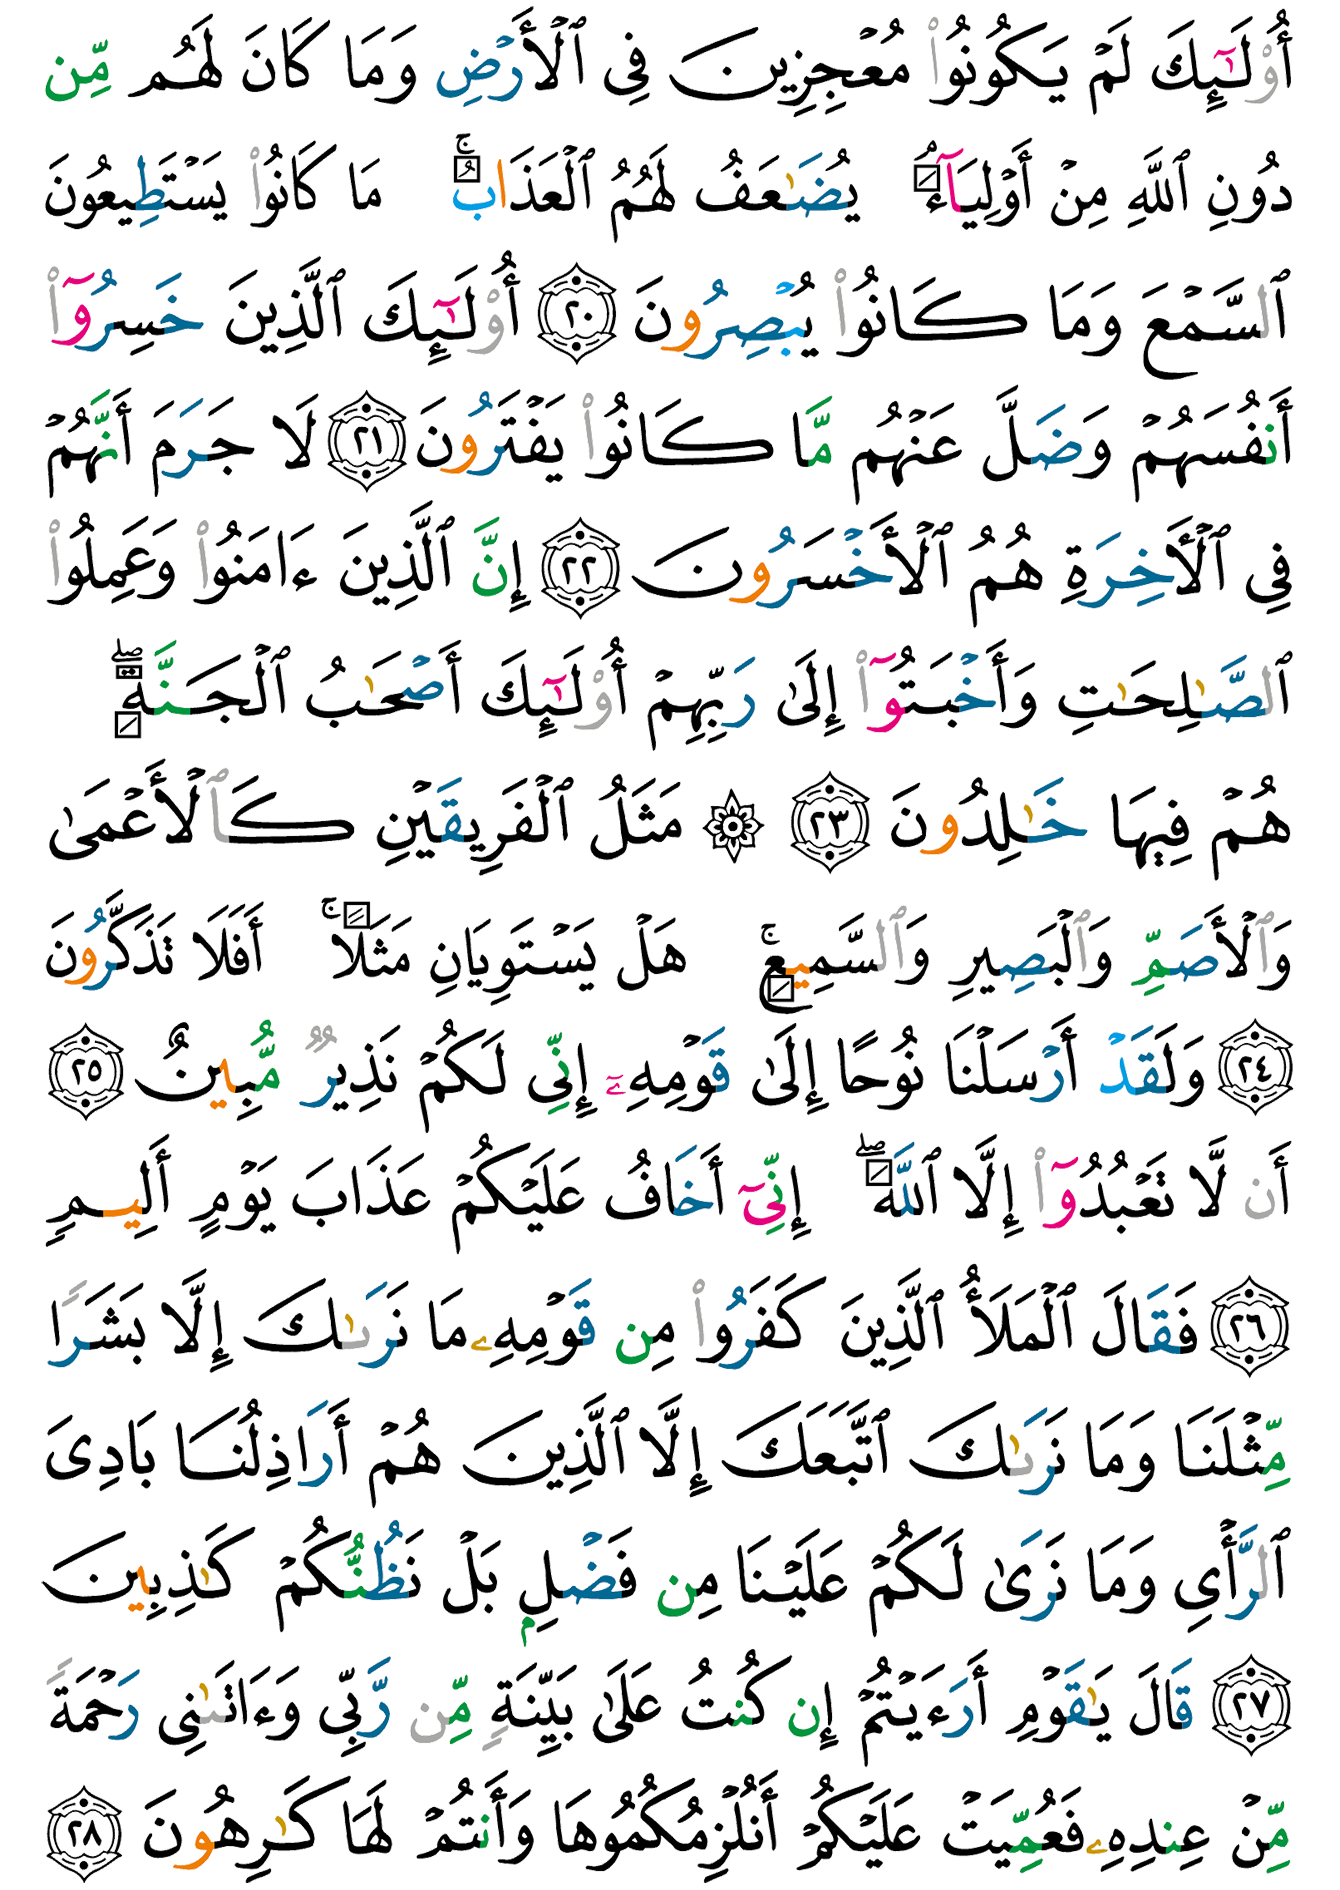 أُوْلَـٰٓئِكَ لَمْ يَكُونُوا۟ مُعْجِزِينَ فِى ٱلْأَرْضِ وَمَا كَانَ لَهُم مِّن
دُونِ ٱللَّهِ مِنْ أَوْلِيَآءَ ۘ يُضَـٰعَفُ لَهُمُ ٱلْعَذَابُ ۚ مَا كَانُوا۟ يَسْتَطِيعُونَ
ٱلسَّمْعَ وَمَا كَانُوا۟ يُبْصِرُونَ ٢٠ أُوْلَـٰٓئِكَ ٱلَّذِينَ خَسِرُوٓا۟
أَنفُسَهُمْ وَضَلَّ عَنْهُم مَّا كَانُوا۟ يَفْتَرُونَ ٢١ لَا جَرَمَ أَنَّهُمْ
فِى ٱلْأَخِرَةِ هُمُ ٱلْأَخْسَرُونَ ٢٢ إِنَّ ٱلَّذِينَ ءَامَنُوا۟ وَعَمِلُوا۟
ٱلصَّـٰلِحَـٰتِ وَأَخْبَتُوٓا۟ إِلَىٰ رَبِّهِمْ أُوْلَـٰٓئِكَ أَصْحَـٰبُ ٱلْجَنَّةِ ۖ
هُمْ فِيهَا خَـٰلِدُونَ ٢٣ ۞ مَثَلُ ٱلْفَرِيقَيْنِ كَٱلْأَعْمَىٰ
وَٱلْأَصَمِّ وَٱلْبَصِيرِ وَٱلسَّمِيعِ ۚ هَلْ يَسْتَوِيَانِ مَثَلًا ۚ أَفَلَا تَذَكَّرُونَ
٢٤ وَلَقَدْ أَرْسَلْنَا نُوحًا إِلَىٰ قَوْمِهِۦٓ إِنِّى لَكُمْ نَذِيرٌ مُّبِينٌ ٢٥
أَن لَّا تَعْبُدُوٓا۟ إِلَّا ٱللَّهَ ۖ إِنِّىٓ أَخَافُ عَلَيْكُمْ عَذَابَ يَوْمٍ أَلِيمٍ
٢٦ فَقَالَ ٱلْمَلَأُ ٱلَّذِينَ كَفَرُوا۟ مِن قَوْمِهِۦ مَا نَرَىٰكَ إِلَّا بَشَرًا
مِّثْلَنَا وَمَا نَرَىٰكَ ٱتَّبَعَكَ إِلَّا ٱلَّذِينَ هُمْ أَرَاذِلُنَا بَادِىَ
ٱلرَّأْىِ وَمَا نَرَىٰ لَكُمْ عَلَيْنَا مِن فَضْلٍۭ بَلْ نَظُنُّكُمْ كَـٰذِبِينَ
٢٧ قَالَ يَـٰقَوْمِ أَرَءَيْتُمْ إِن كُنتُ عَلَىٰ بَيِّنَةٍ مِّن رَّبِّى وَءَاتَىٰنِى رَحْمَةً
مِّنْ عِندِهِۦ فَعُمِّيَتْ عَلَيْكُمْ أَنُلْزِمُكُمُوهَا وَأَنتُمْ لَهَا كَـٰرِهُونَ ٢٨